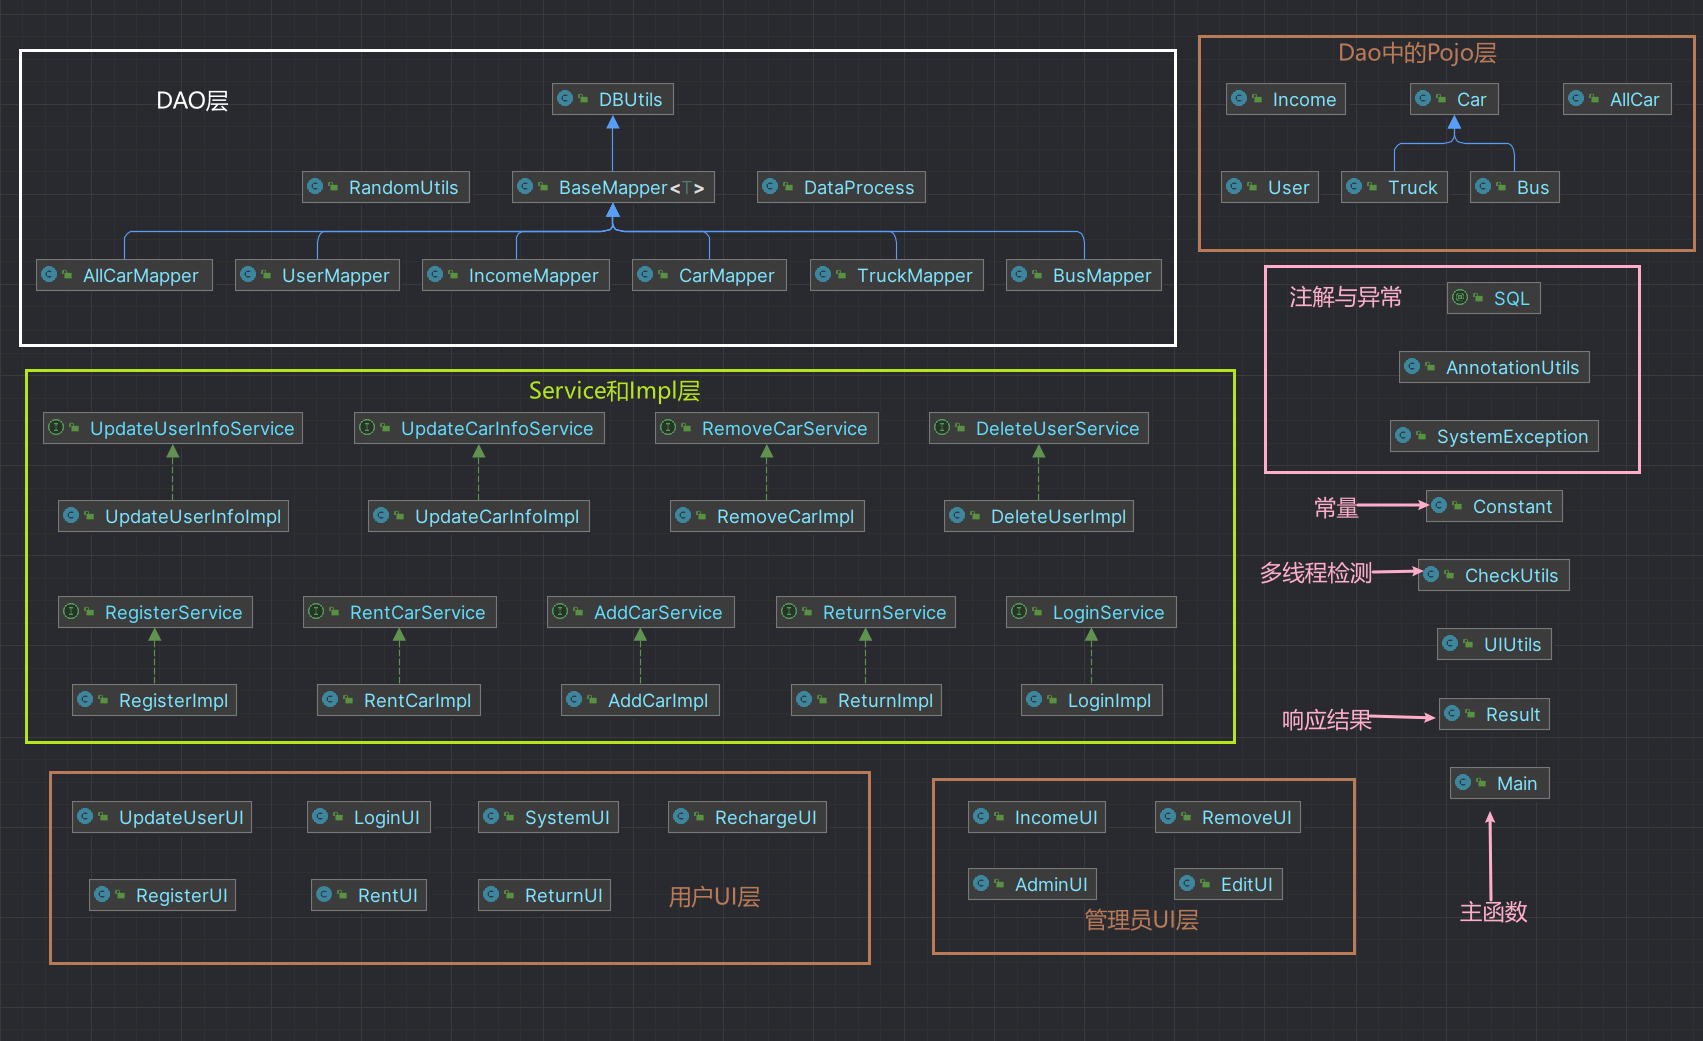 DAO层
DBUtils
RandomUtils
BaseMapper<T>
DataProcess
AllCarMapper
UserMapper
IncomeMapper
CarMapper
TruckMapper
BusMapper
Dao中的Pojo层
Income
Car
AllCar
User
Truck
Bus
注解与异常
SQL
AnnotationUtils
SystemException
Service和Impl层
UpdateUserInfoService
UpdateCarInfoService
RemoveCarService
DeleteUserService
UpdateUserInfoImpl
UpdateCarInfoImpl
RemoveCarImpl
DeleteUserImpl
RegisterService
RentCarService
AddCarService
ReturnService
LoginService
RegisterImpl
RentCarImpl
AddCarImpl
ReturnImpl
LoginImpl
常量
Constant
多线程检测
CheckUtils
UIUtils
响应结果
Result
Main
主函数
UpdateUserUI
LoginUI
SystemUI
RechargeUI
RegisterUI
RentUI
ReturnUI
用户UI层
IncomeUI
RemoveUI
AdminUI
EditUI
管理员UI层